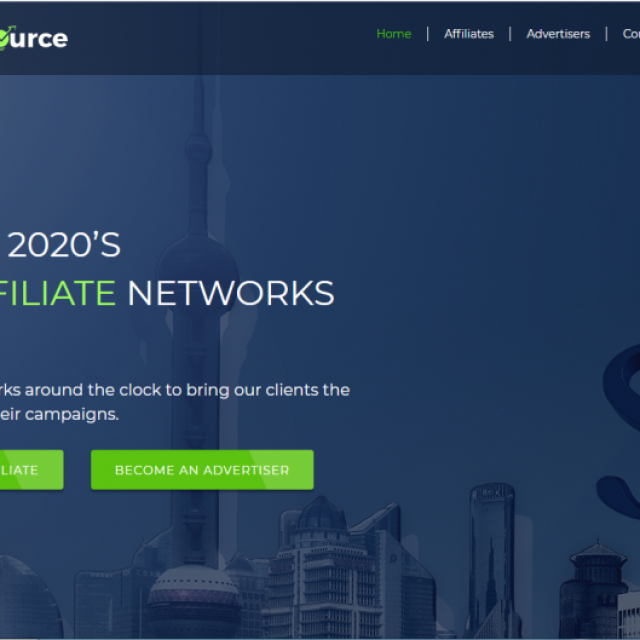 ource
Home | Affiliates | Advertisers | Co
2020'S
FILIATE NETWORKS
rks around the clock to bring our clients the
eir campaigns.
LIATE
BECOME AN ADVERTISER
S